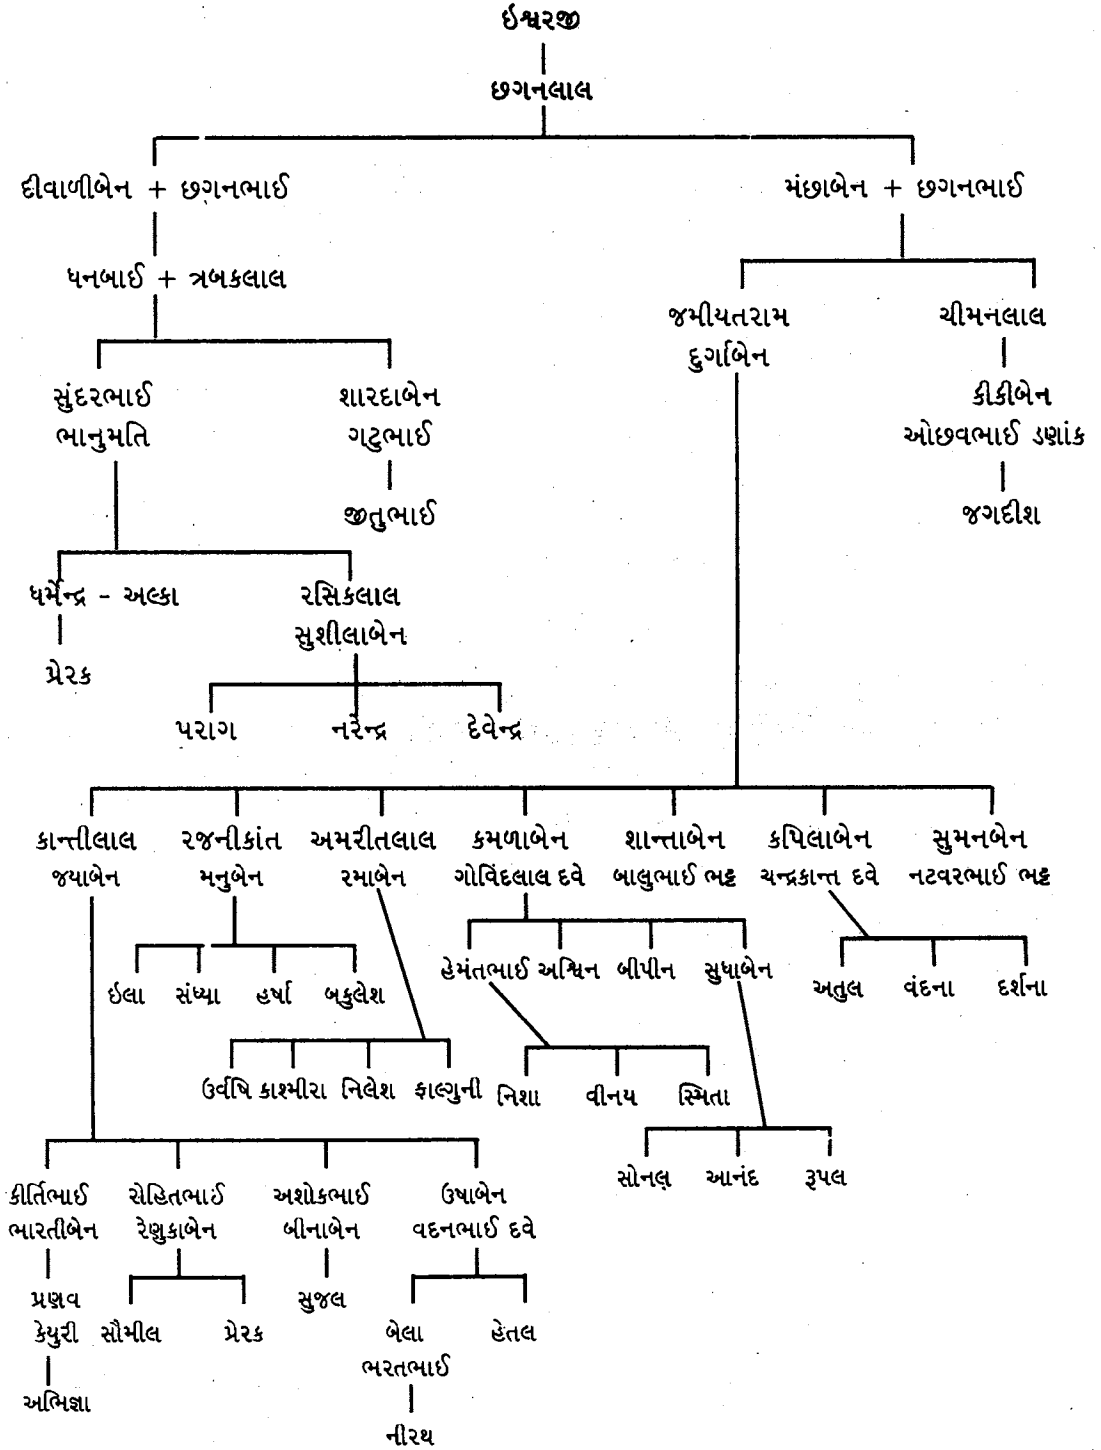 ઇશ્વરજી
છગનલાલ
દીવાળીબેન + છગનભાઈ મંછાબેન + છગનભાઈ
ધનબાઈ + ત્રબકલાલ
જમીયતરામ ચીમનલાલ
દુર્ગાબેન
સુંદરભાઈ શારદાબેન કીકીબેન
ભાનુમતિ ગટુભાઈ ઓછવભાઈ ડણાંક
જીતુભાઈ જગદીશ
ધર્મેન્દ્ર - અલ્કા રસિકલાલ
સુશીલાબેન
પ્રેરક
પરાગ નરેન્દ્ર દેવેન્દ્ર
કાન્તીલાલ રજનીકાંત અમરીતલાલ કમળાબેન શાન્તાબેન કપિલાબેન સુમનબેન
જયાબેન મનુબેન રમાબેન ગોવિંદલાલ દવે બાલુભાઈ ભટ્ટ ચન્દ્રકાન્ત દવે નટવરભાઈ ભટ્ટ
હેમંતભાઈ અશ્વિન બીપીન સુધાબેન
ઇલા સંધ્યા હર્ષા બકુલેશ અતુલ વંદના દર્શના
ઉર્વષિ કાશ્મીરા નિલેશ ફાલ્ગુની નિશા વીનય સ્મિતા
સોનલ આનંદ રૂપલ
કીર્તિભાઈ રોહિતભાઈ અશોકભાઈ ઉષાબેન
ભારતીબેન રેણુકાબેન બીનાબેન વદનભાઈ દવે
પ્રણવ સુજલ
કેયુરી સૌમીલ પ્રેરક બેલા હેતલ
ભરતભાઈ
અભિજ્ઞા
નીરથ